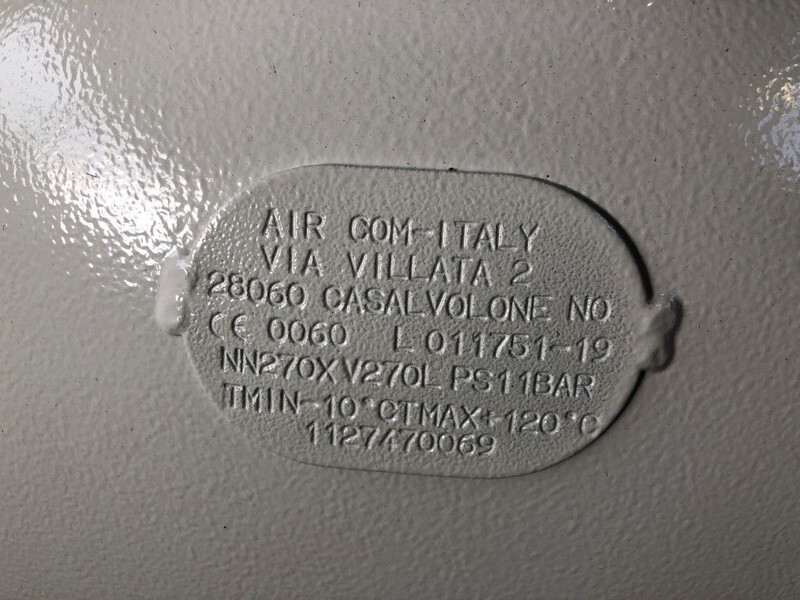 AIR COM-ITALY
VIA VILLATA 2
28060 CASALVOLONE NO
CE 0060 L 011751-19
NN270XV270L PS11BAR
TMIN-10°CTMAX+120°C
1127470069